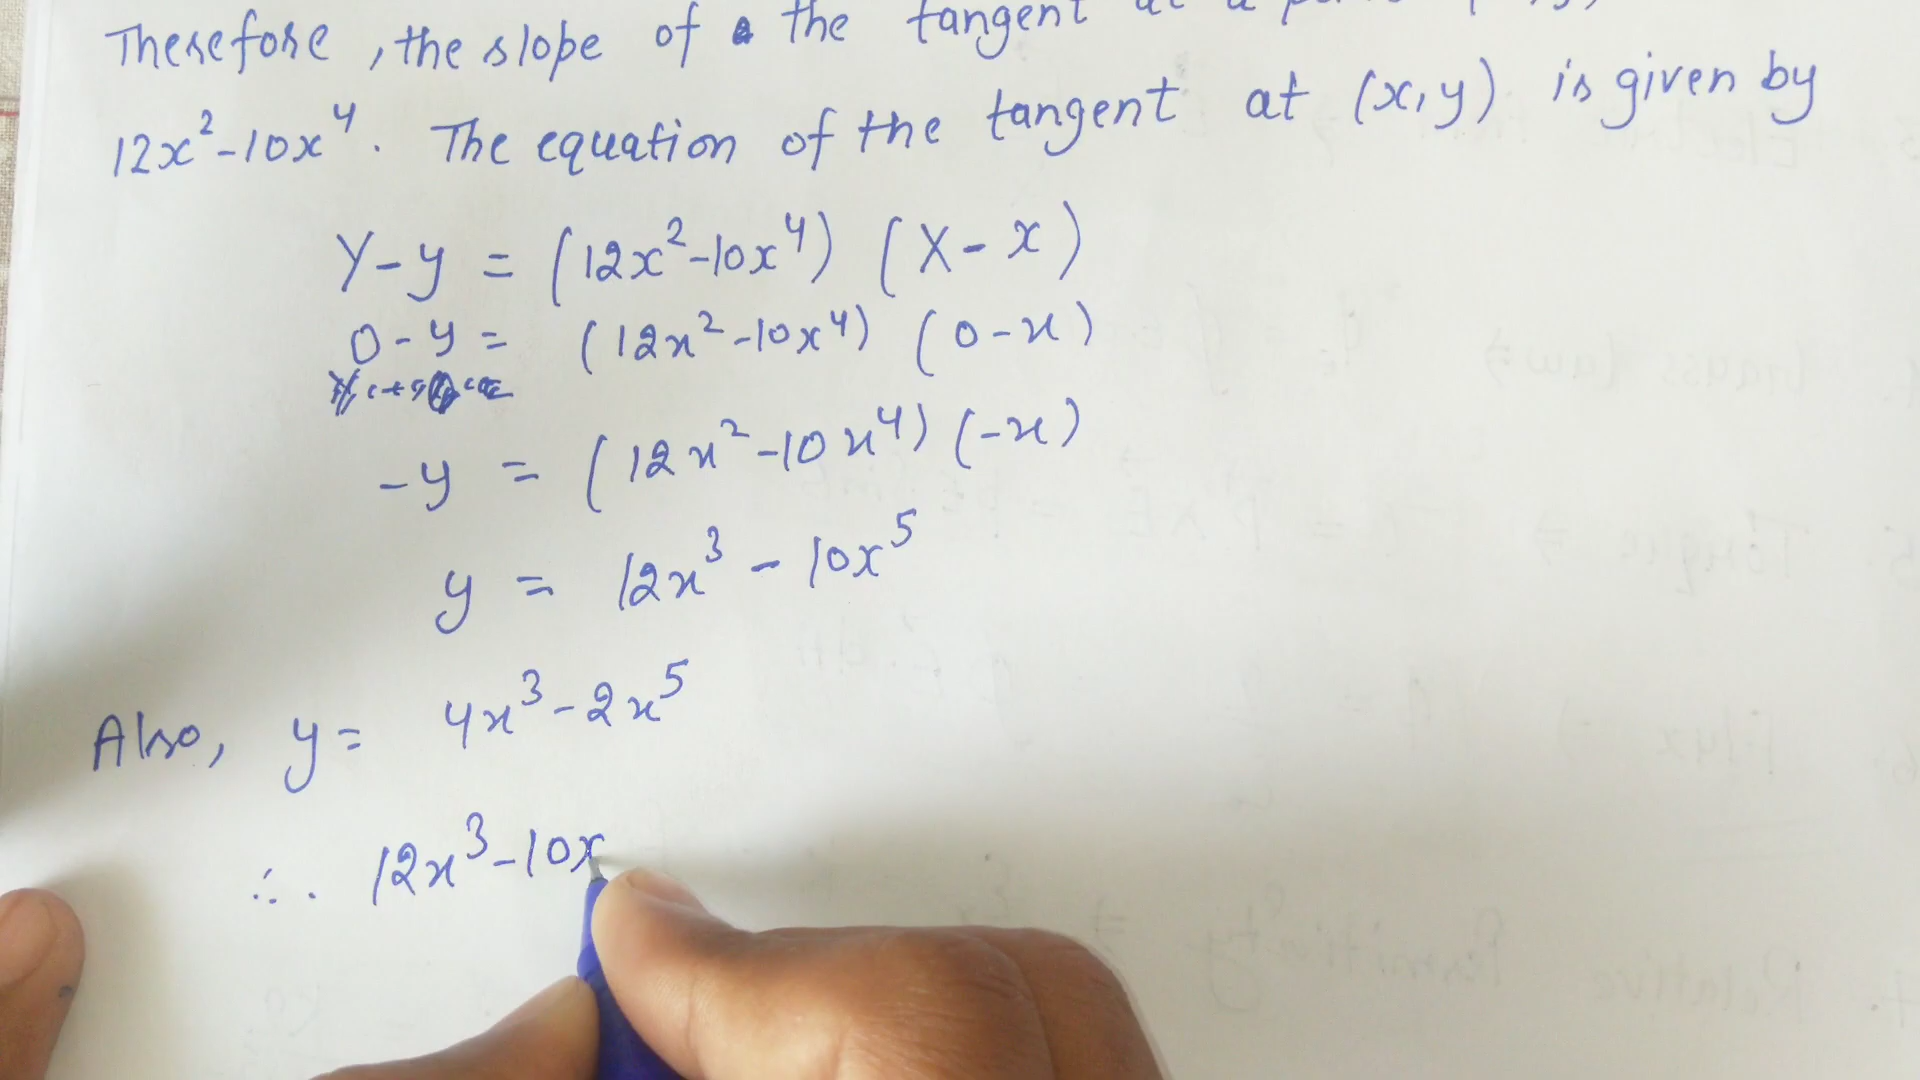 Therefore, the slope of the tangent at a
12x²-10x⁴. The equation of the tangent at (x,y) is given by
Y-y = (12x²-10x⁴) (X-x)
0-y = (12x²-10x⁴) (0-x)
-y = (12x²-10x⁴) (-x)
y = 12x³ - 10x⁵
Also, y = 4x³-2x⁵
∴. 12x³-10x